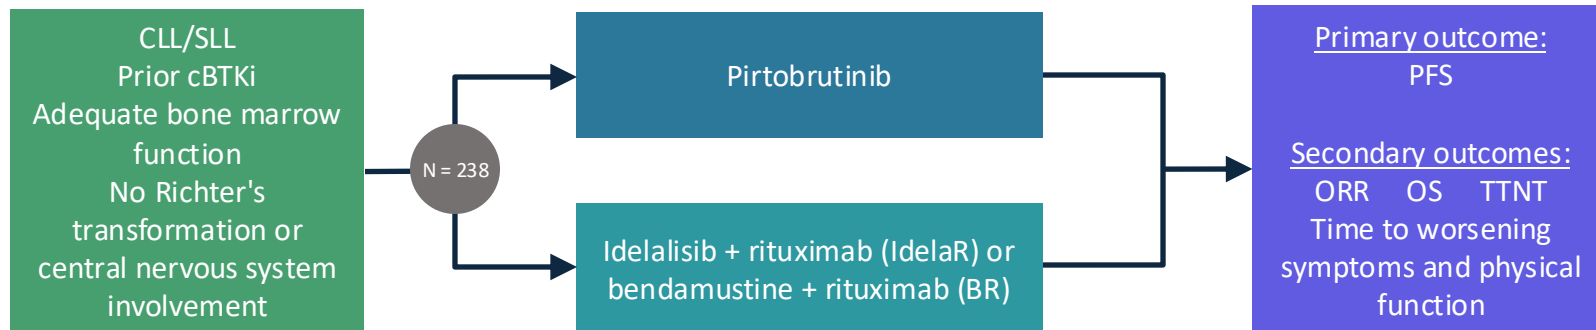 CLL/SLL
Prior cBTKi
Adequate bone marrow
function
No Richter's
transformation or
central nervous system
involvement
N = 238
Pirtobrutinib
Idelalisib + rituximab (IdelaR) or
bendamustine + rituximab (BR)
Primary outcome:
PFS
Secondary outcomes:
ORR OS TTNT
Time to worsening
symptoms and physical
function